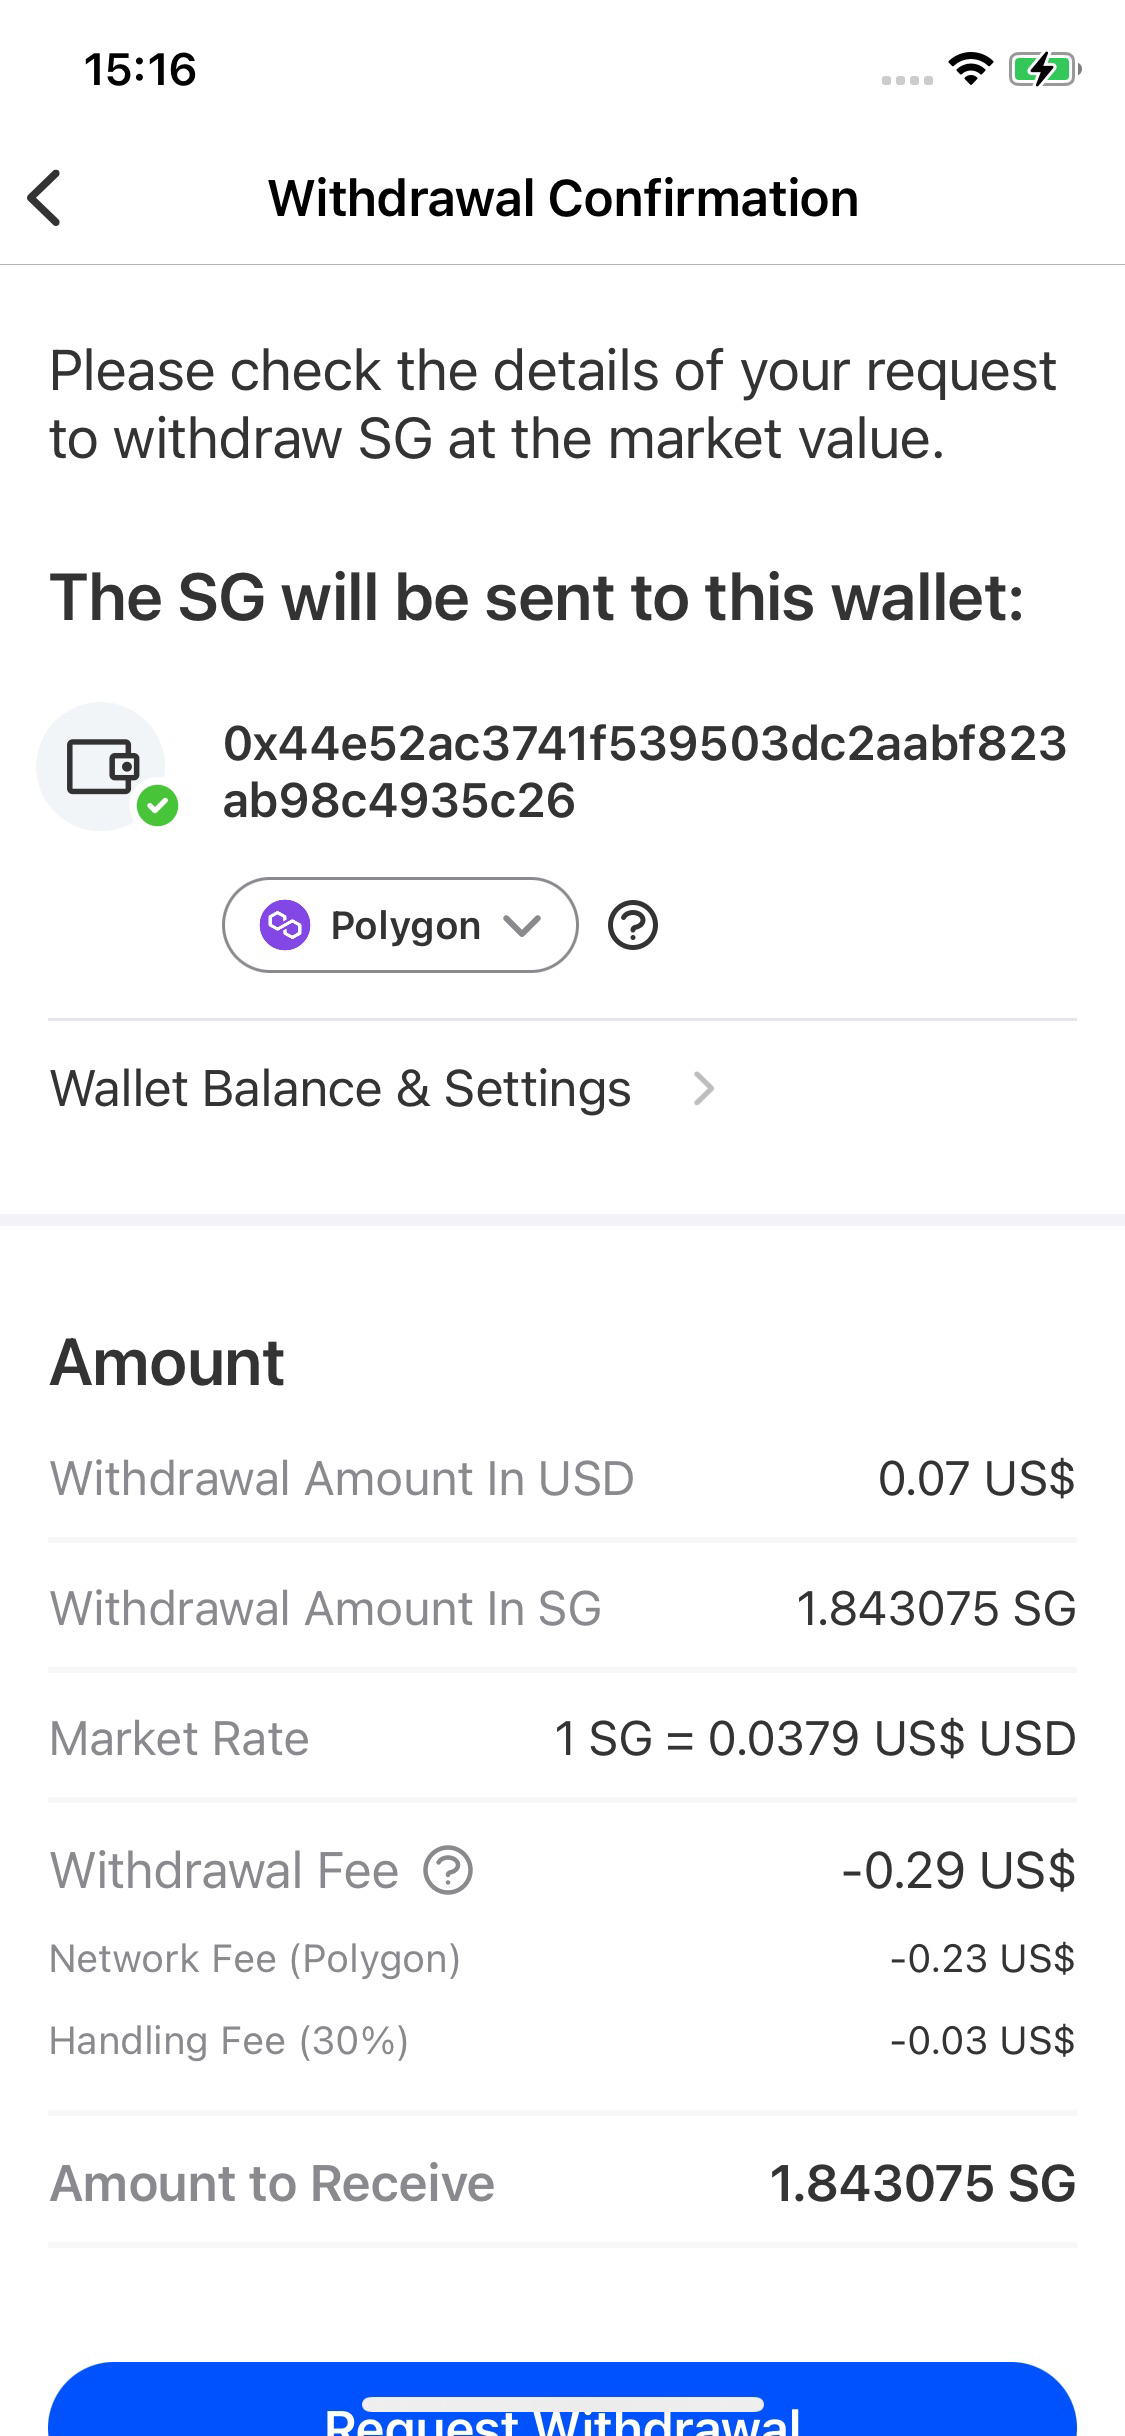 15:16
Withdrawal Confirmation
Please check the details of your request
to withdraw SG at the market value.
The SG will be sent to this wallet:
0x44e52ac3741f539503dc2aabf823
ab98c4935c26
Polygon
Wallet Balance & Settings
Amount
Withdrawal Amount In USD 0.07 US$
Withdrawal Amount In SG 1.843075 SG
Market Rate 1 SG = 0.0379 US$ USD
Withdrawal Fee -0.29 US$
Network Fee (Polygon) -0.23 US$
Handling Fee (30%) -0.03 US$
Amount to Receive 1.843075 SG
Request Withdrawal